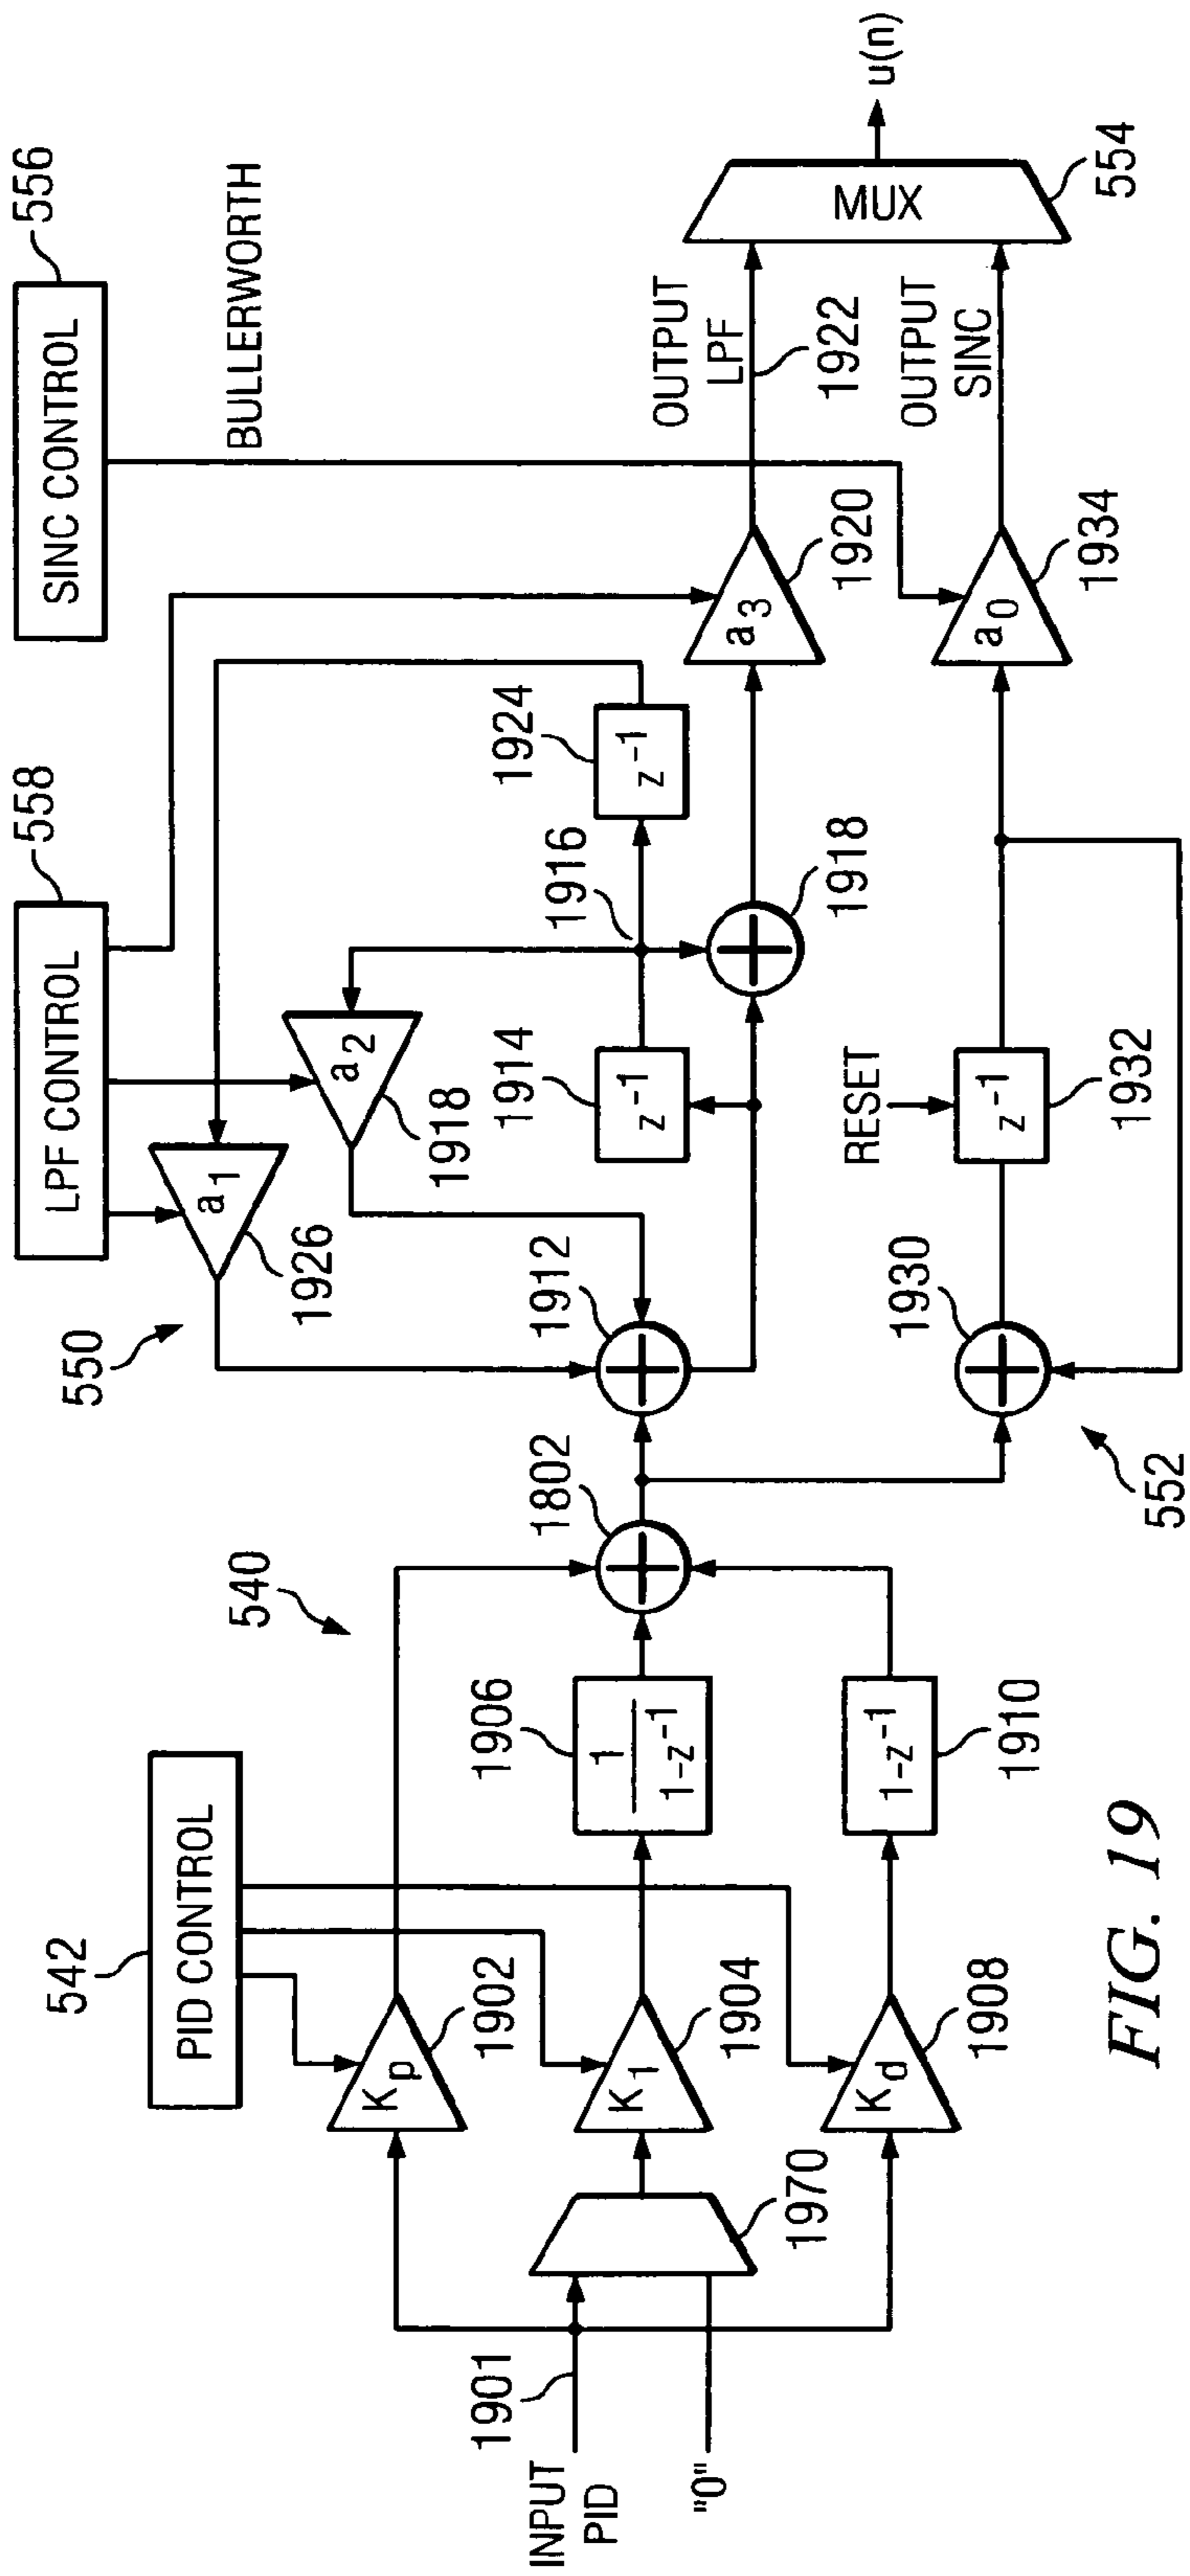 SINC CONTROL
556
BULLERWORTH
LPF CONTROL
558
PID CONTROL
542
540
550
552
INPUT
PID
1901
"0"
1970
Kp
1902
K1
1904
Kd
1908
1
1-z-1
1906
1-z-1
1910
1802
1912
a1
1926
a2
1918
z-1
1914
1916
z-1
1924
1918
a3
1920
OUTPUT
LPF
1922
1930
RESET
z-1
1932
a0
1934
OUTPUT
SINC
MUX
554
u(n)
FIG. 19